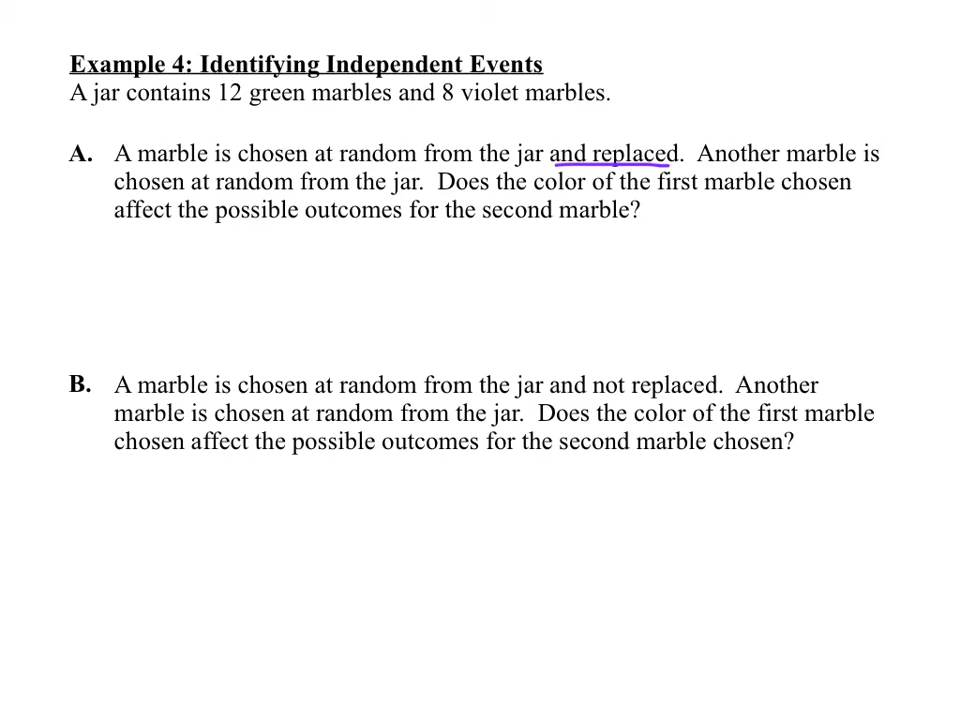 Example 4: Identifying Independent Events
A jar contains 12 green marbles and 8 violet marbles.
A. A marble is chosen at random from the jar and replaced. Another marble is
chosen at random from the jar. Does the color of the first marble chosen
affect the possible outcomes for the second marble?
B. A marble is chosen at random from the jar and not replaced. Another
marble is chosen at random from the jar. Does the color of the first marble
chosen affect the possible outcomes for the second marble chosen?